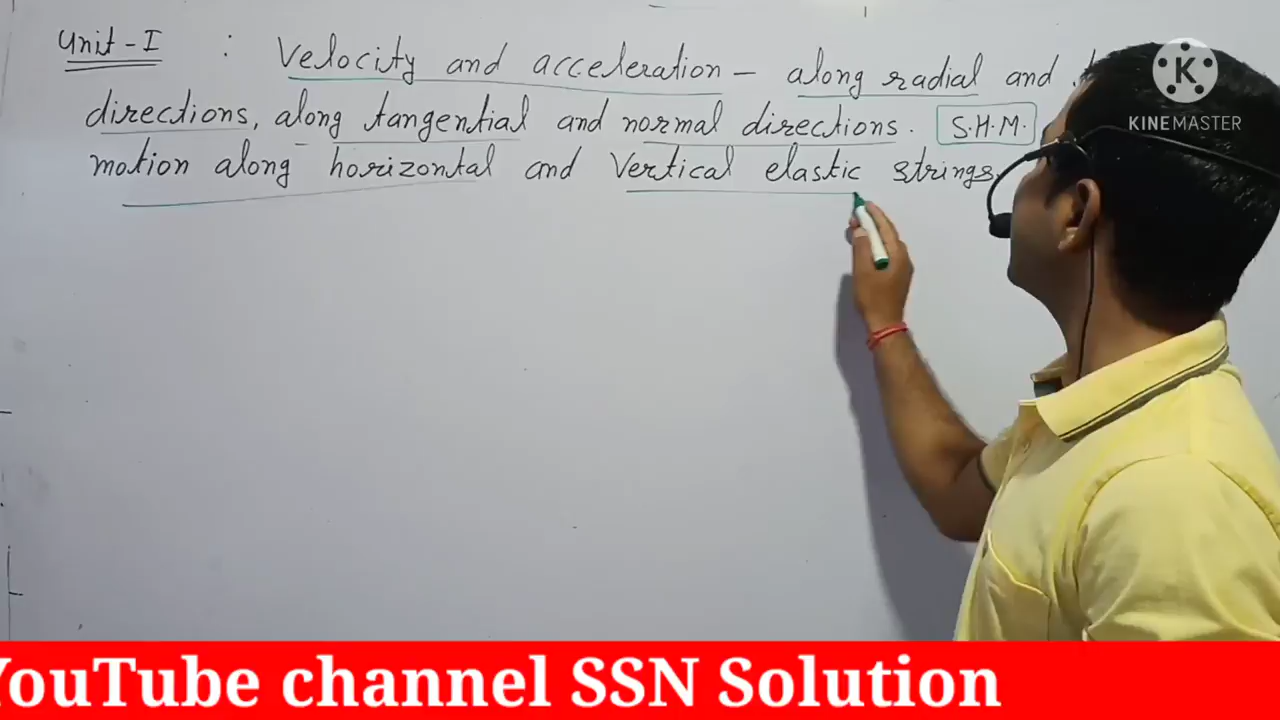 Unit-I : Velocity and acceleration - along radial and
directions, along tangential and normal directions. S.H.M.
motion along horizontal and Vertical elastic strings.
K
KINEMASTER
YouTube channel SSN Solution